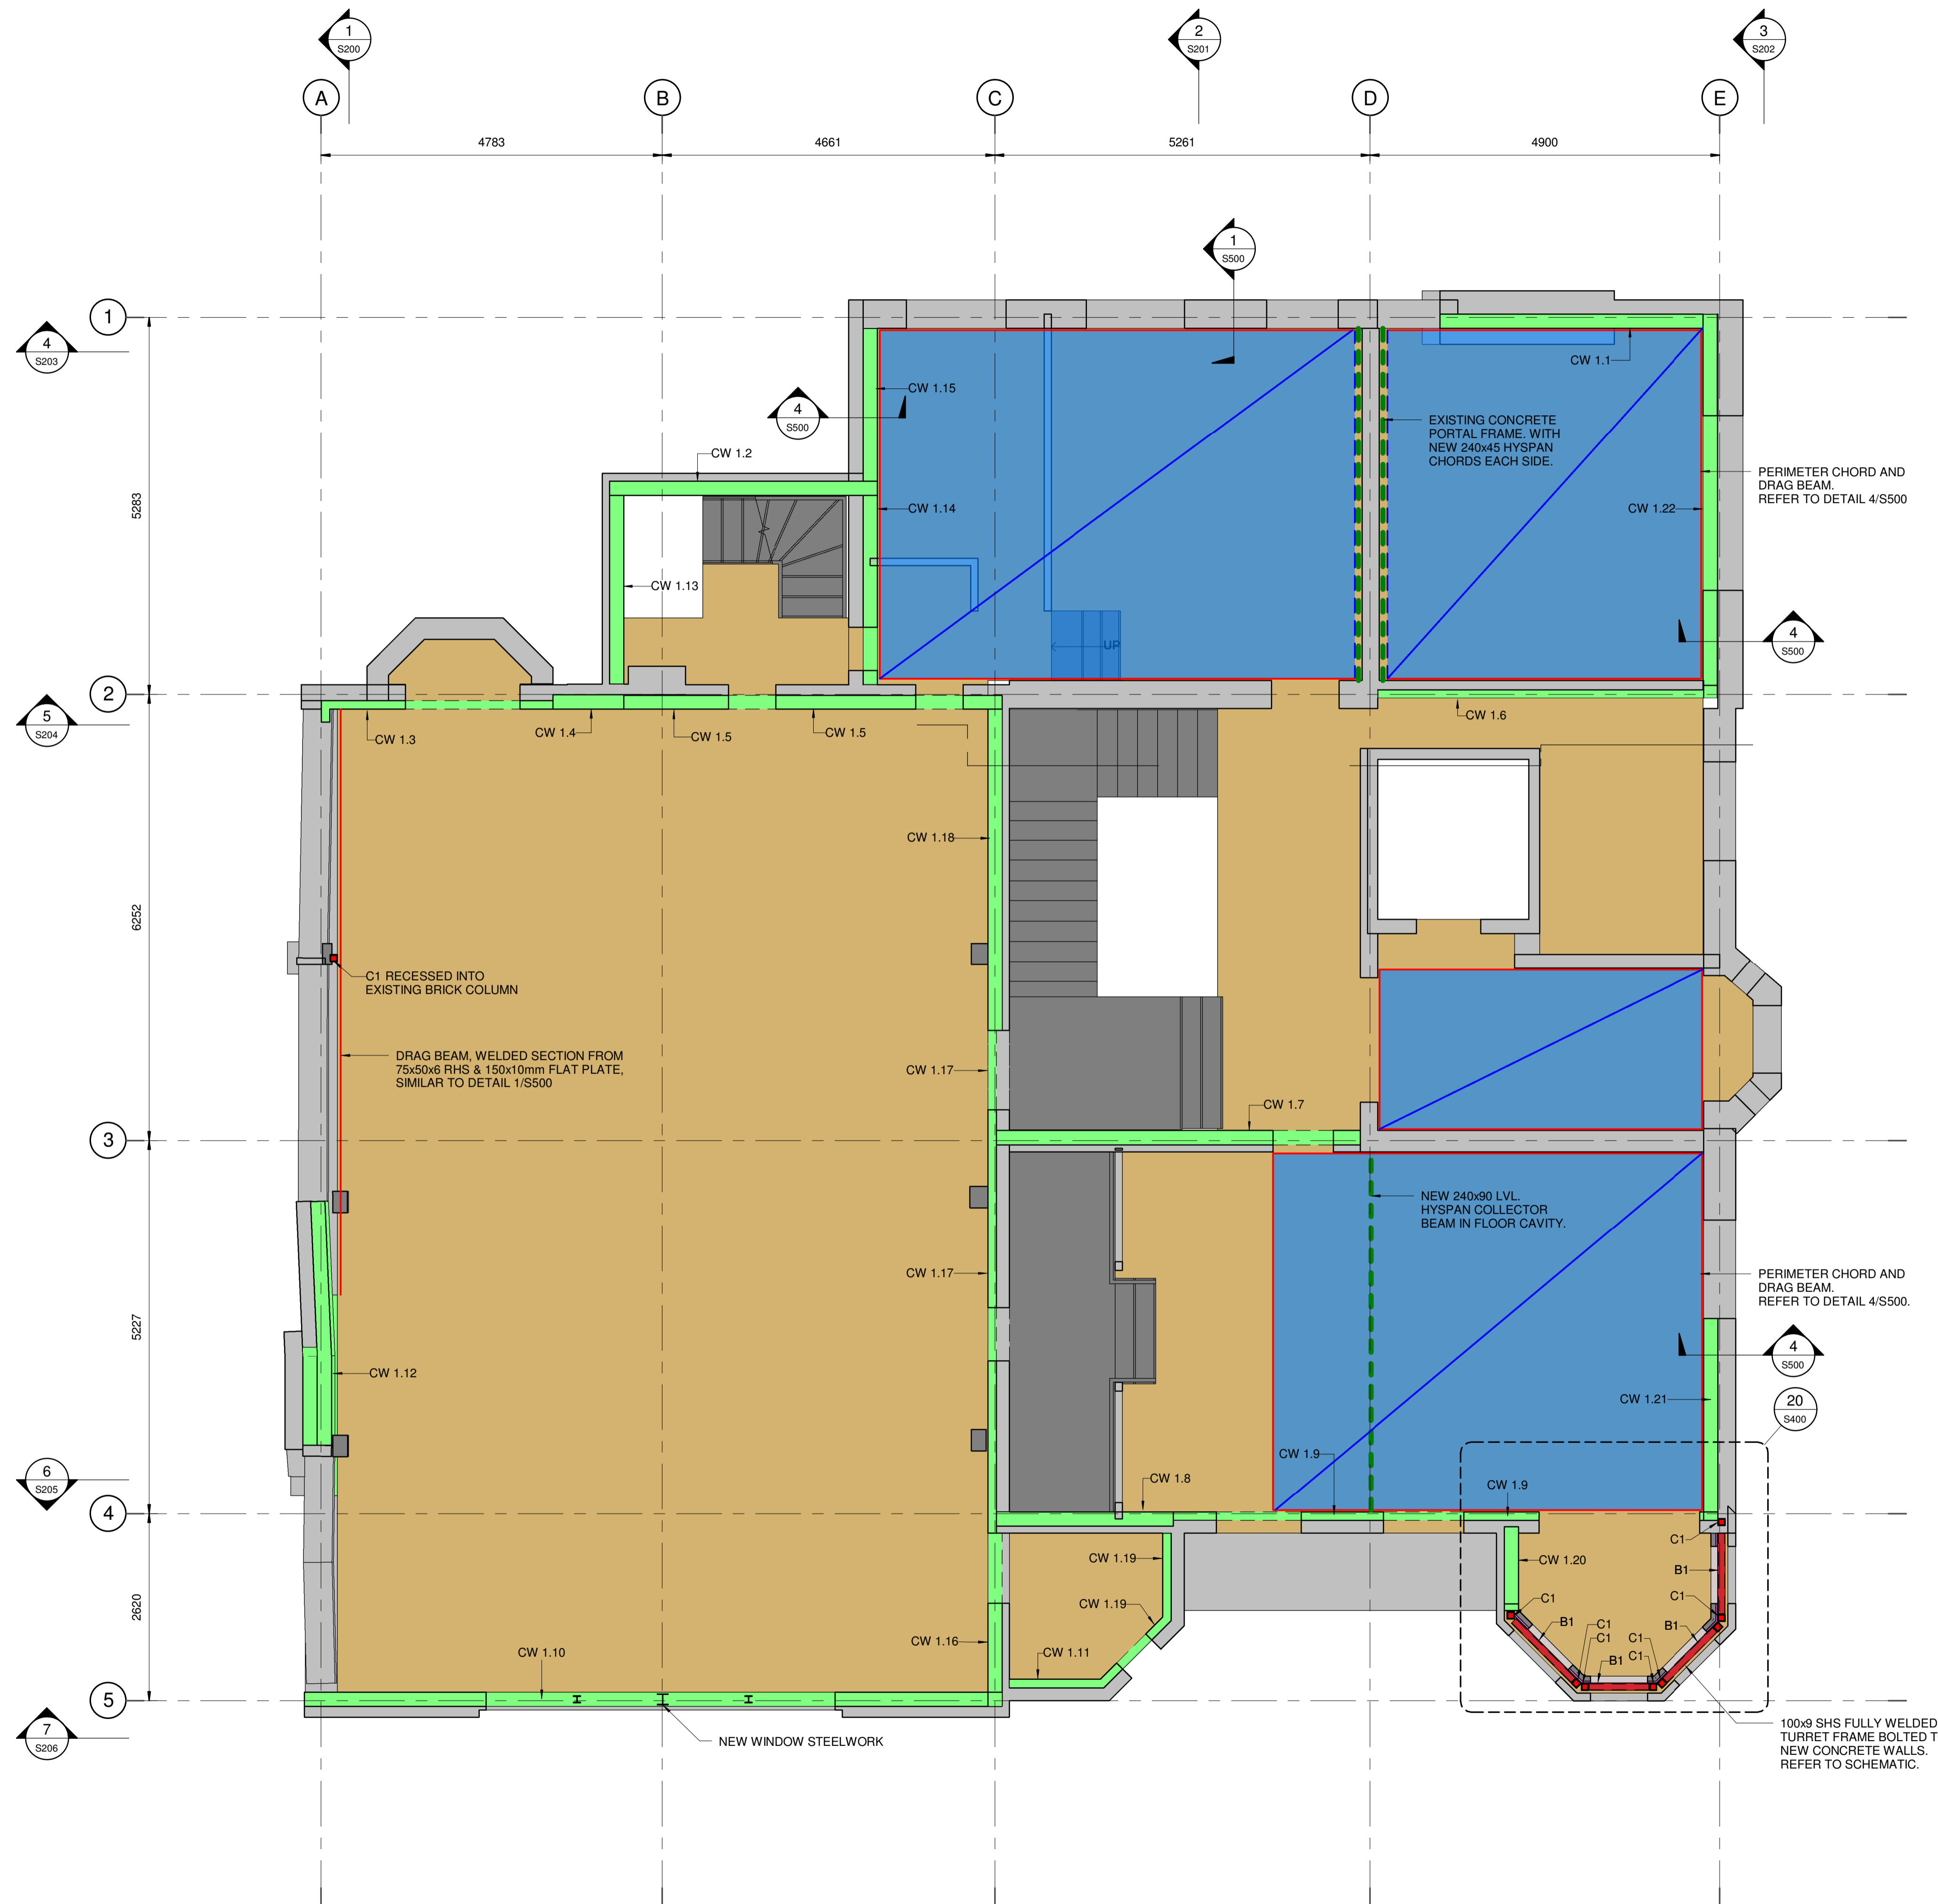 1
S200
2
S201
3
S202
A
B
C
D
E
4783
4661
5261
4900
1
S500
1
4
S203
CW 1.1
CW 1.15
4
S500
EXISTING CONCRETE
PORTAL FRAME. WITH
NEW 240x45 HYSPAN
CHORDS EACH SIDE.
CW 1.2
PERIMETER CHORD AND
DRAG BEAM.
REFER TO DETAIL 4/S500
5283
CW 1.14
CW 1.22
CW 1.13
UP
4
S500
2
5
S204
CW 1.3
CW 1.4
CW 1.5
CW 1.5
CW 1.6
CW 1.18
6252
C1 RECESSED INTO
EXISTING BRICK COLUMN
DRAG BEAM, WELDED SECTION FROM
75x50x6 RHS & 150x10mm FLAT PLATE,
SIMILAR TO DETAIL 1/S500
CW 1.17
CW 1.7
3
NEW 240x90 LVL.
HYSPAN COLLECTOR
BEAM IN FLOOR CAVITY.
CW 1.17
PERIMETER CHORD AND
DRAG BEAM.
REFER TO DETAIL 4/S500.
5227
4
S500
CW 1.12
CW 1.21
20
S400
6
S205
CW 1.9
CW 1.8
CW 1.9
4
C1
CW 1.19
CW 1.20
B1
2620
CW 1.19
C1
C1
B1
C1
C1
B1
C1
C1
B1
CW 1.16
CW 1.10
CW 1.11
5
7
S206
NEW WINDOW STEELWORK
100x9 SHS FULLY WELDED
TURRET FRAME BOLTED T
NEW CONCRETE WALLS.
REFER TO SCHEMATIC.